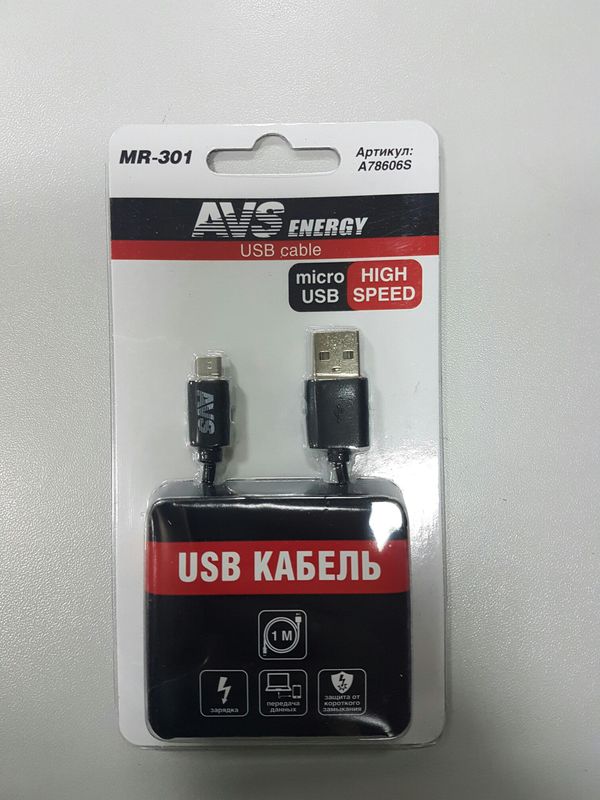 MR-301
Артикул:
A78606S
AVS ENERGY
USB cable
micro
USB
HIGH
SPEED
AVS
USB КАБЕЛЬ
1 М
зарядка
передача
данных
защита от
короткого
замыкания